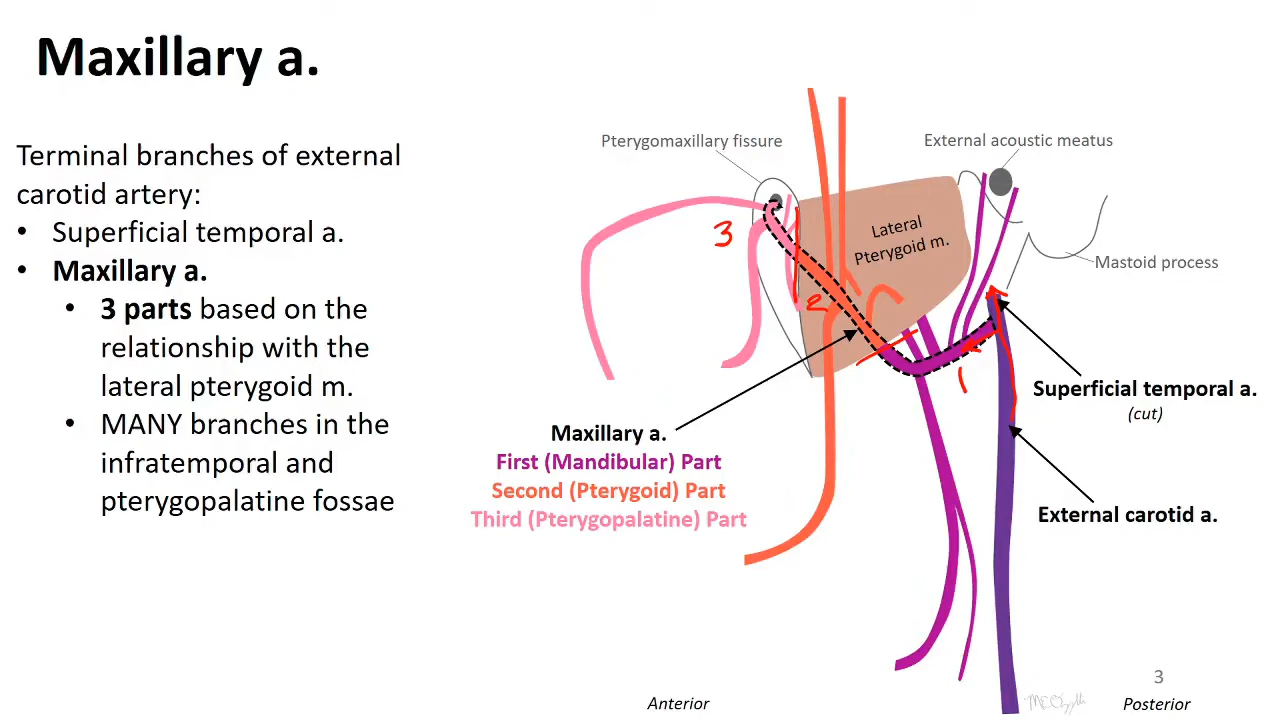 Maxillary a.
Terminal branches of external
carotid artery:
• Superficial temporal a.
• Maxillary a.
• 3 parts based on the
relationship with the
lateral pterygoid m.
• MANY branches in the
infratemporal and
pterygopalatine fossae
Pterygomaxillary fissure
External acoustic meatus
Lateral
Pterygoid m.
Mastoid process
3
2
1
Superficial temporal a.
(cut)
Maxillary a.
First (Mandibular) Part
Second (Pterygoid) Part
Third (Pterygopalatine) Part
External carotid a.
3
Anterior
Posterior